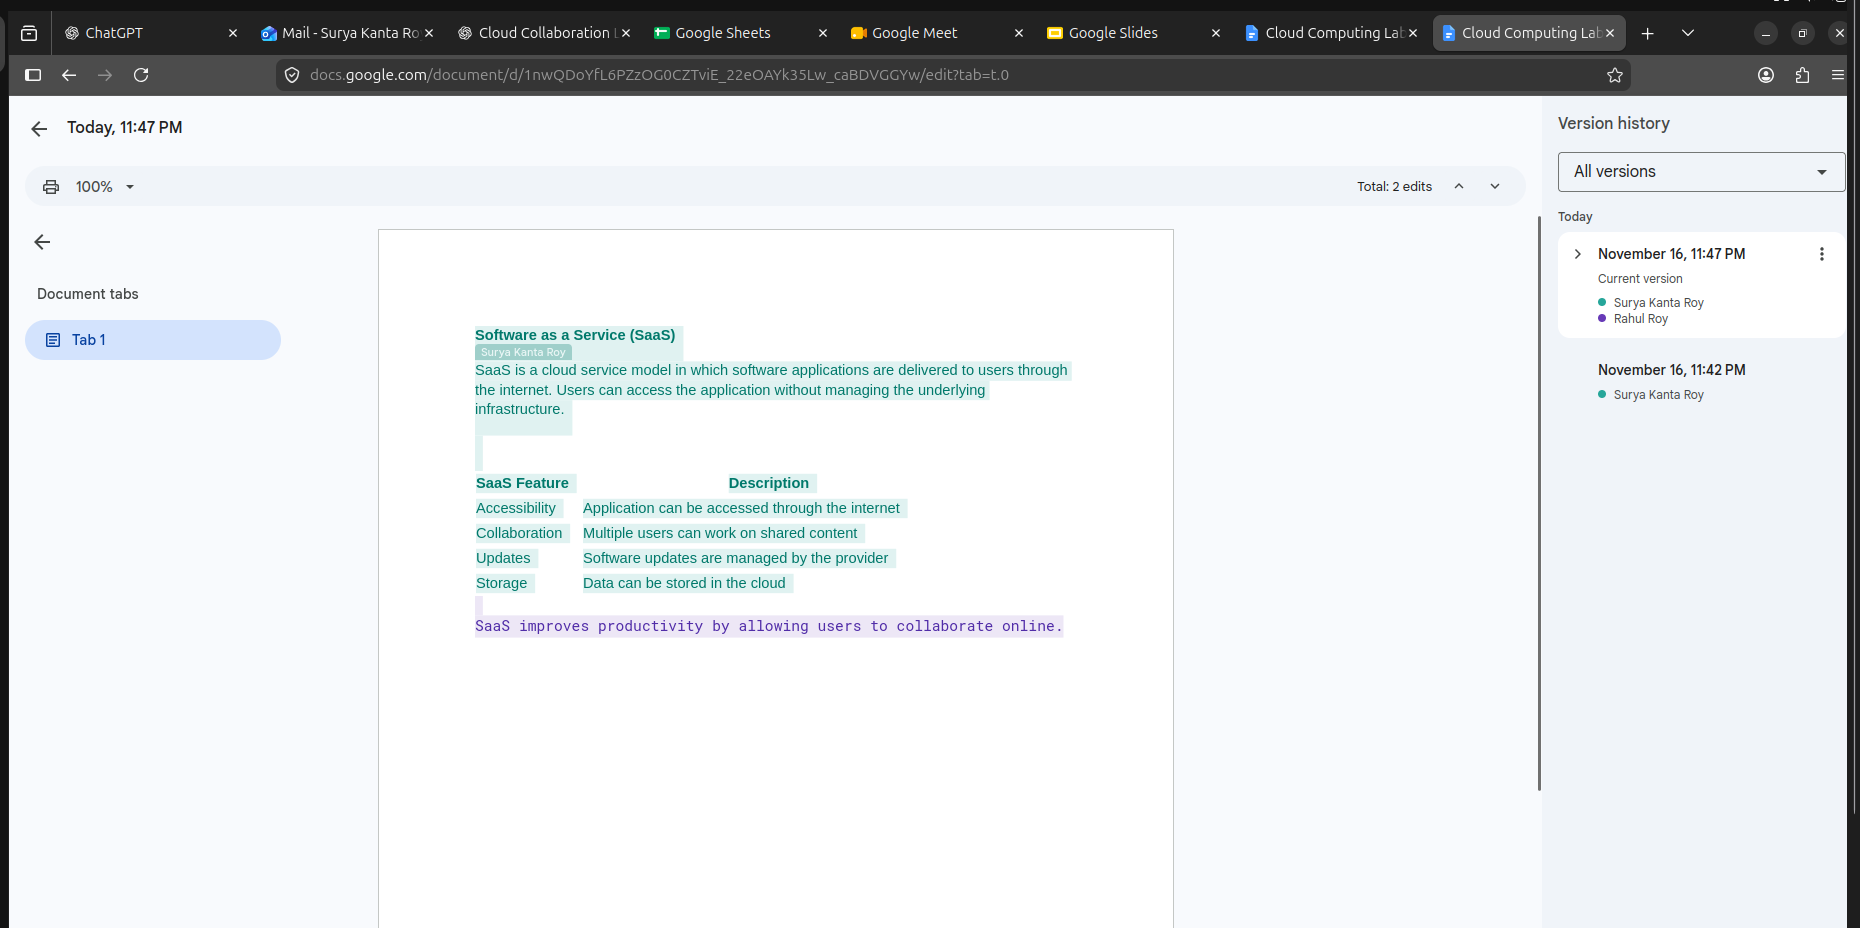 ChatGPT
Mail - Surya Kanta Ro
Cloud Collaboration L
Google Sheets
Google Meet
Google Slides
Cloud Computing Lab
Cloud Computing Lab
docs.google.com/document/d/1nwQDoYfL6PZzOG0CZTviE_22eOAYk35Lw_caBDVGGYw/edit?tab=t.0
Today, 11:47 PM
100%
Total: 2 edits
Document tabs
Tab 1
Software as a Service (SaaS)
Surya Kanta Roy
SaaS is a cloud service model in which software applications are delivered to users through
the internet. Users can access the application without managing the underlying
infrastructure.
SaaS Feature Description
Accessibility Application can be accessed through the internet
Collaboration Multiple users can work on shared content
Updates Software updates are managed by the provider
Storage Data can be stored in the cloud
SaaS improves productivity by allowing users to collaborate online.
Version history
All versions
Today
November 16, 11:47 PM
Current version
Surya Kanta Roy
Rahul Roy
November 16, 11:42 PM
Surya Kanta Roy